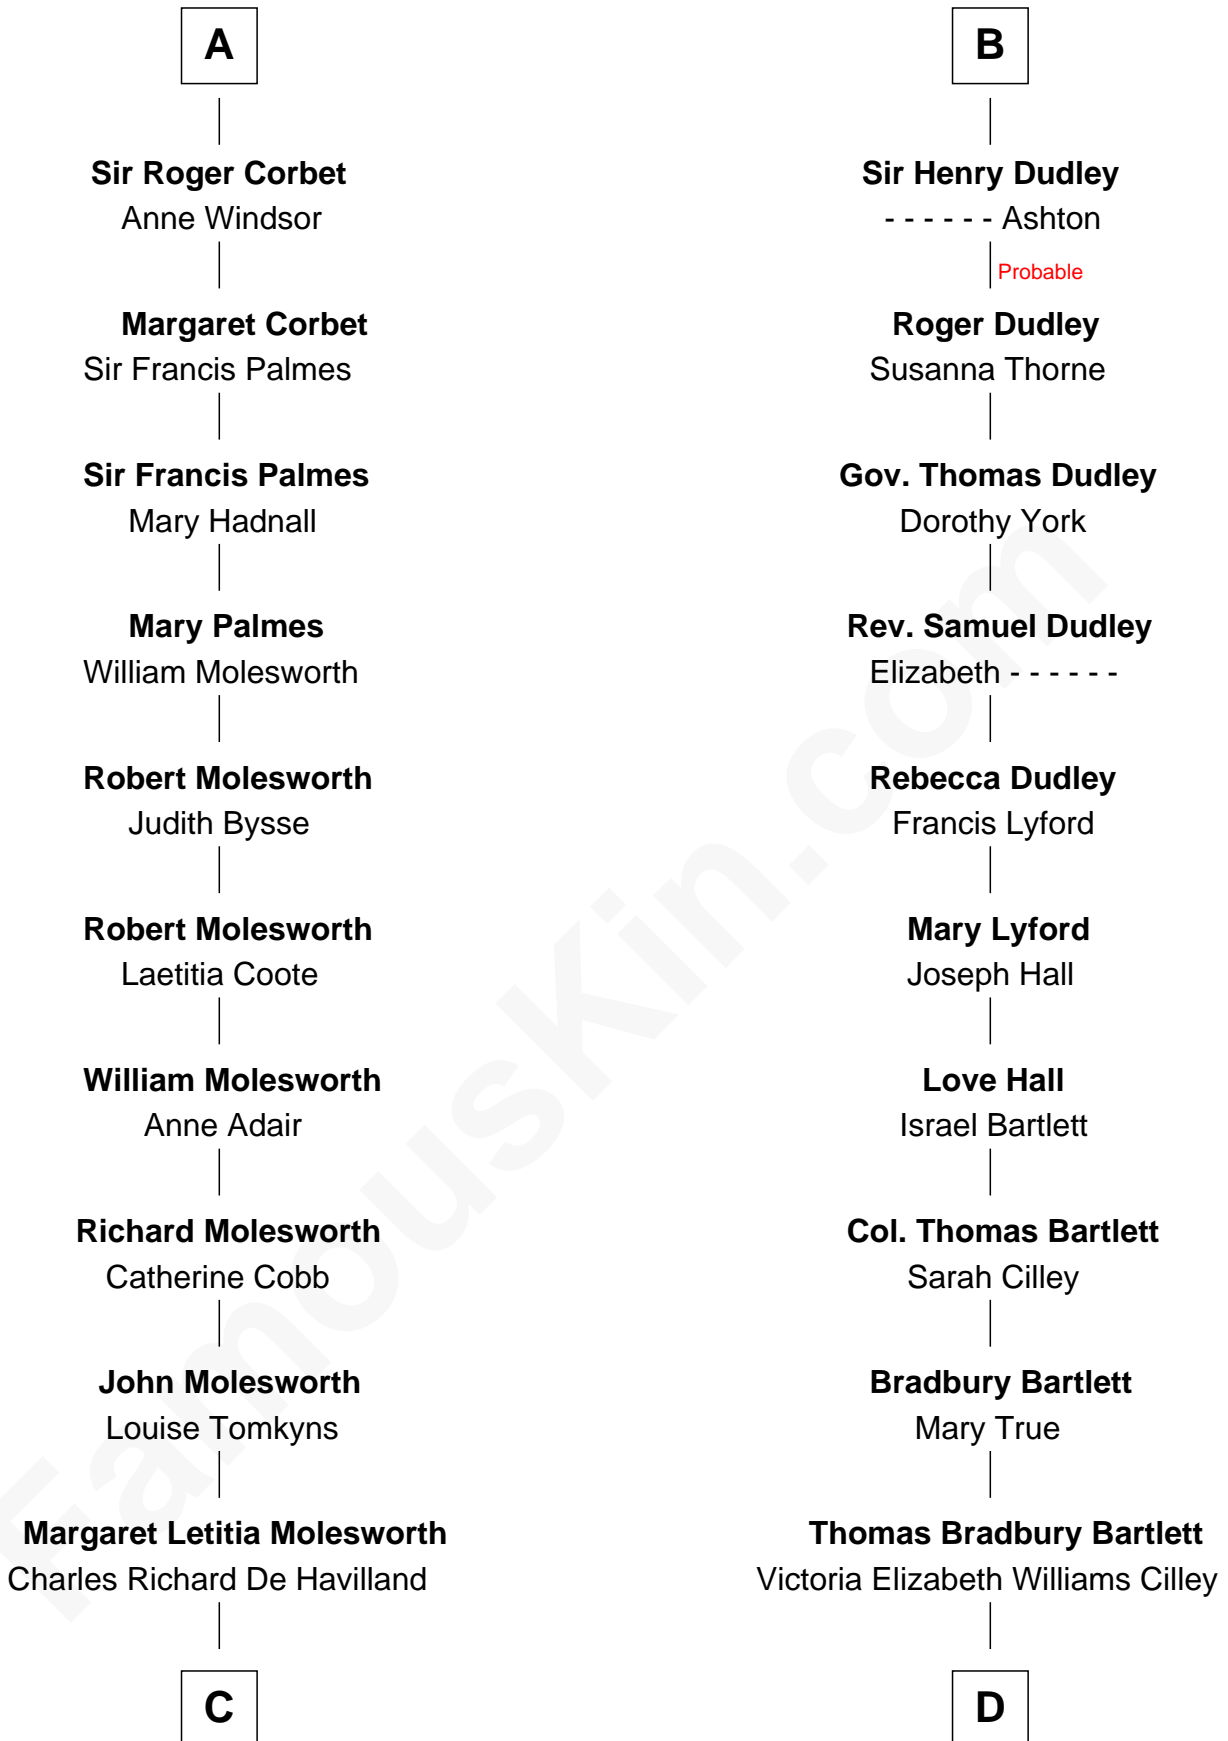 A
Sir Roger Corbet
Anne Windsor
Margaret Corbet
Sir Francis Palmes
Sir Francis Palmes
Mary Hadnall
Mary Palmes
William Molesworth
Robert Molesworth
Judith Bysse
Robert Molesworth
Laetitia Coote
William Molesworth
Anne Adair
Richard Molesworth
Catherine Cobb
John Molesworth
Louise Tomkyns
Margaret Letitia Molesworth
Charles Richard De Havilland
C
B
Sir Henry Dudley
- - - - - - Ashton
Probable
Roger Dudley
Susanna Thorne
Gov. Thomas Dudley
Dorothy York
Rev. Samuel Dudley
Elizabeth - - - - - -
Rebecca Dudley
Francis Lyford
Mary Lyford
Joseph Hall
Love Hall
Israel Bartlett
Col. Thomas Bartlett
Sarah Cilley
Bradbury Bartlett
Mary True
Thomas Bradbury Bartlett
Victoria Elizabeth Williams Cilley
D
FamousKin.com